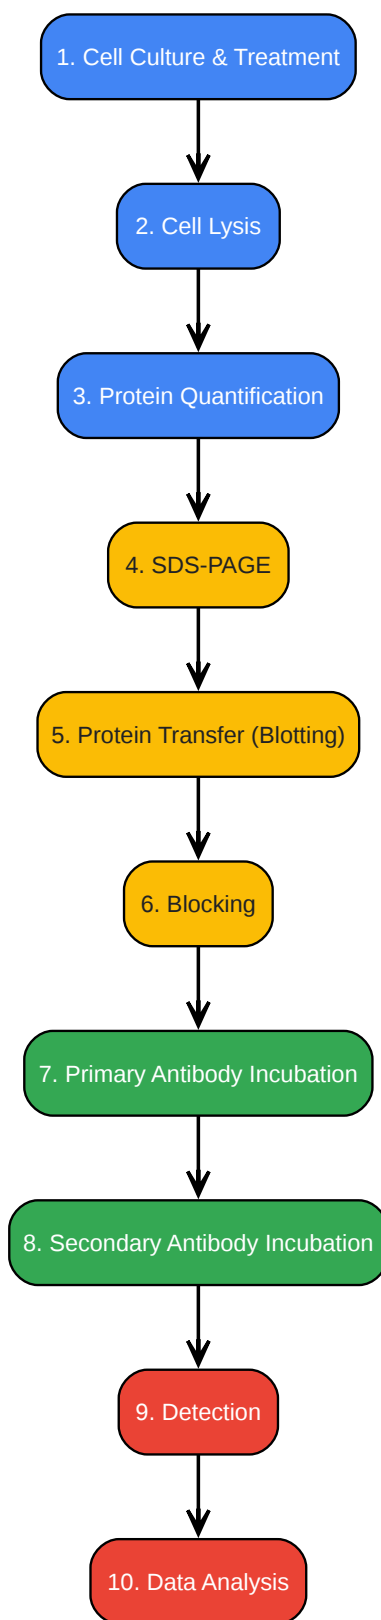 1. Cell Culture & Treatment
2. Cell Lysis
3. Protein Quantification
4. SDS-PAGE
5. Protein Transfer (Blotting)
6. Blocking
7. Primary Antibody Incubation
8. Secondary Antibody Incubation
9. Detection
10. Data Analysis